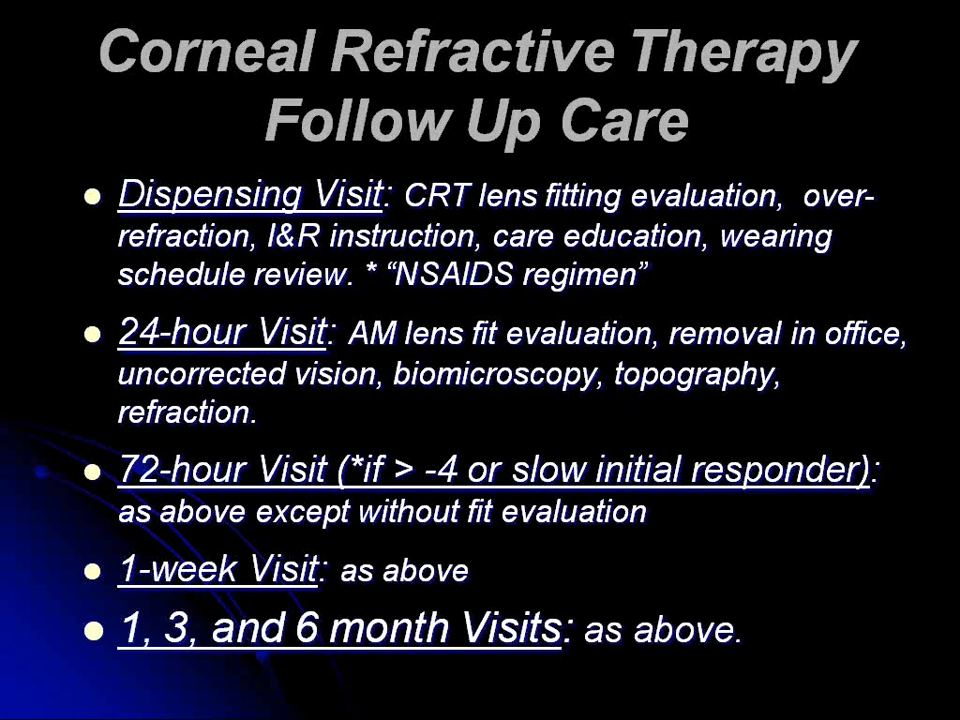 Corneal Refractive Therapy
Follow Up Care
Dispensing Visit: CRT lens fitting evaluation, over-
refraction, I&R instruction, care education, wearing
schedule review. * “NSAIDS regimen”
24-hour Visit: AM lens fit evaluation, removal in office,
uncorrected vision, biomicroscopy, topography,
refraction.
72-hour Visit (*if > -4 or slow initial responder):
as above except without fit evaluation
1-week Visit: as above
1, 3, and 6 month Visits: as above.